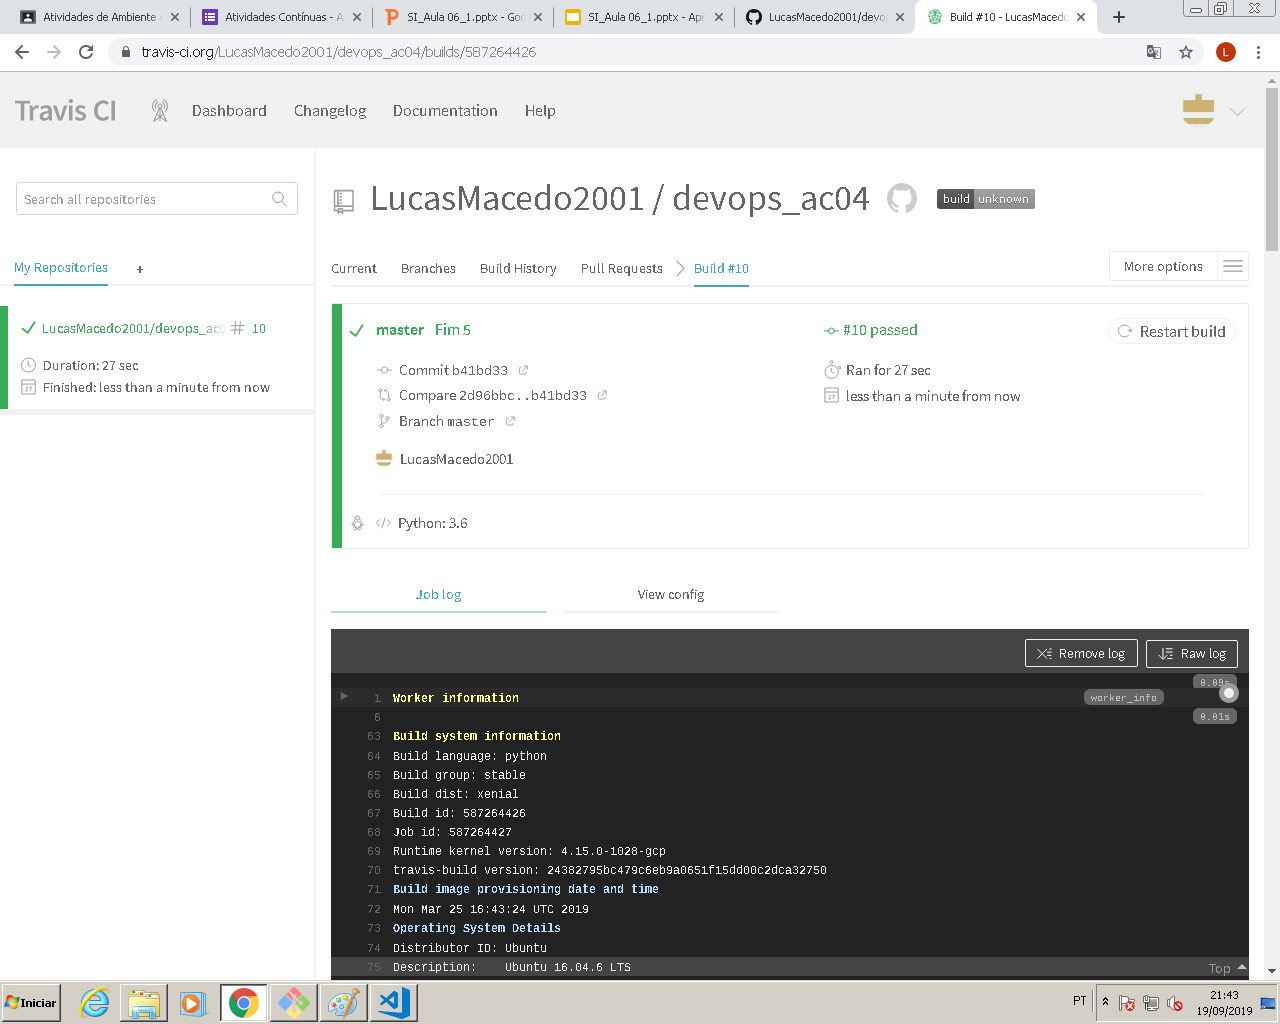 Atividades de Ambiente
Atividades Contínuas - A
SI_Aula 06_1.pptx - Goo
SI_Aula 06_1.pptx - Apr
LucasMacedo2001/devo
Build #10 - LucasMacedo
travis-ci.org/LucasMacedo2001/devops_ac04/builds/587264426
L
Travis CI
Dashboard
Changelog
Documentation
Help
Search all repositories
LucasMacedo2001 / devops_ac04
build unknown
My Repositories +
Current
Branches
Build History
Pull Requests
Build #10
More options
LucasMacedo2001/devops_ac0 # 10
Duration: 27 sec
Finished: less than a minute from now
master Fim 5
#10 passed
Restart build
Commit b41bd33
Ran for 27 sec
Compare 2d96bbc..b41bd33
less than a minute from now
Branch master
LucasMacedo2001
Python: 3.6
Job log
View config
Remove log
Raw log
0.09s
1 Worker information
worker_info
6
0.01s
63 Build system information
64 Build language: python
65 Build group: stable
66 Build dist: xenial
67 Build id: 587264426
68 Job id: 587264427
69 Runtime kernel version: 4.15.0-1028-gcp
70 travis-build version: 24382795bc479c6eb9a0651f15dd00c2dca32750
71 Build image provisioning date and time
72 Mon Mar 25 16:43:24 UTC 2019
73 Operating System Details
74 Distributor ID: Ubuntu
75 Description: Ubuntu 16.04.6 LTS
Top
Iniciar
PT
21:43
19/09/2019